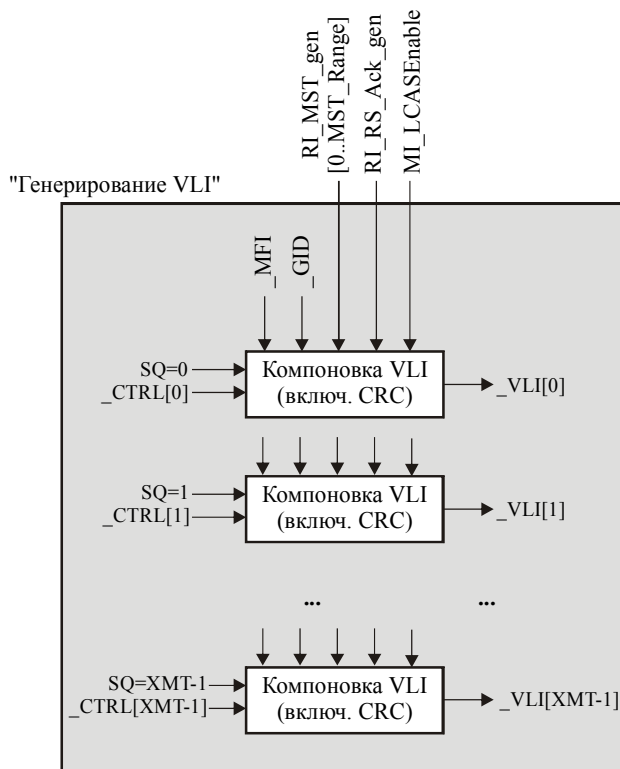 RI_MST_gen
[0..MST_Range]
RI_RS_Ack_gen
MI_LCASEnable
"Генерирование VLI"
_MFI
_GID
SQ=0
_CTRL[0]
Компоновка VLI
(включ. CRC)
_VLI[0]
SQ=1
_CTRL[1]
Компоновка VLI
(включ. CRC)
_VLI[1]
...
...
SQ=XMT-1
_CTRL[XMT-1]
Компоновка VLI
(включ. CRC)
_VLI[XMT-1]